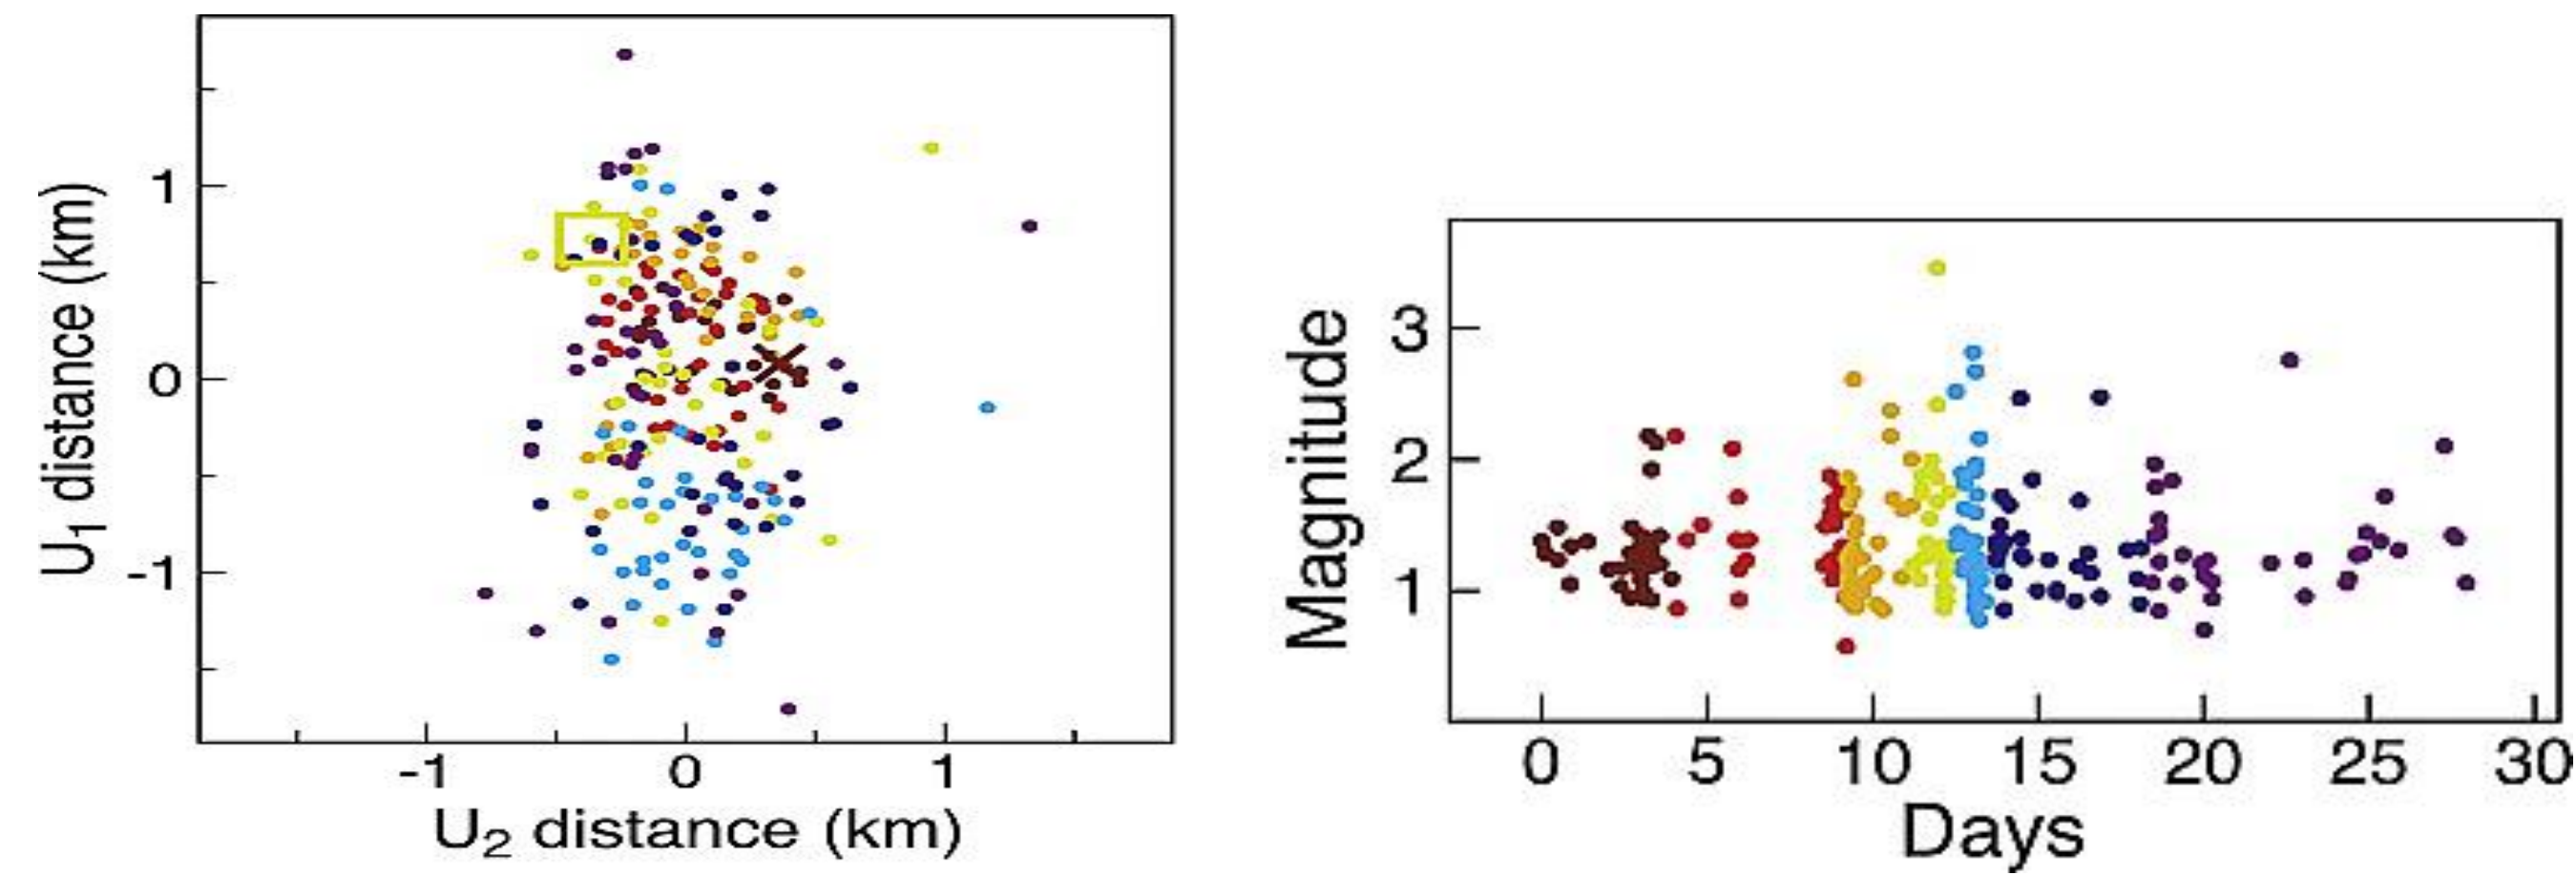 U₁ distance (km)
1
0
-1
-1 0 1
U₂ distance (km)
Magnitude
3
2
1
0 5 10 15 20 25 30
Days